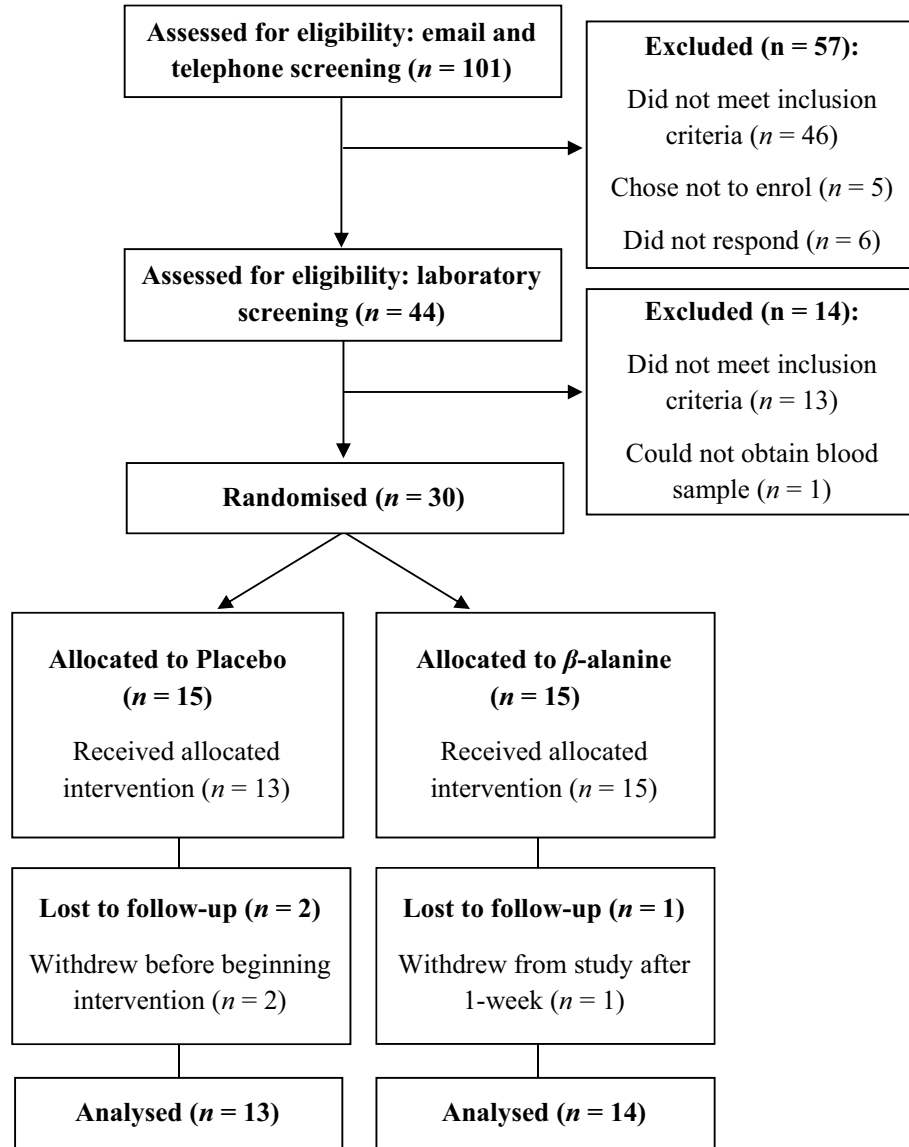 Assessed for eligibility: email and
telephone screening (n = 101)
Excluded (n = 57):
Did not meet inclusion
criteria (n = 46)
Chose not to enrol (n = 5)
Did not respond (n = 6)
Assessed for eligibility: laboratory
screening (n = 44)
Excluded (n = 14):
Did not meet inclusion
criteria (n = 13)
Could not obtain blood
sample (n = 1)
Randomised (n = 30)
Allocated to Placebo
(n = 15)
Received allocated
intervention (n = 13)
Allocated to β-alanine
(n = 15)
Received allocated
intervention (n = 15)
Lost to follow-up (n = 2)
Withdrew before beginning
intervention (n = 2)
Lost to follow-up (n = 1)
Withdrew from study after
1-week (n = 1)
Analysed (n = 13)
Analysed (n = 14)